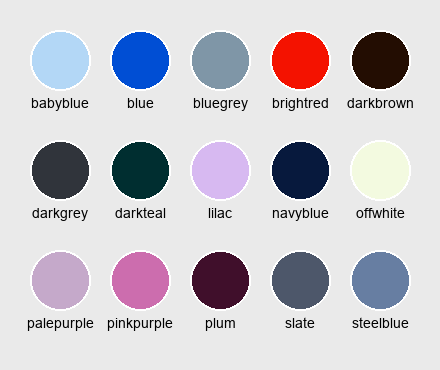 babyblue blue bluegrey brightred darkbrown
darkgrey darkteal lilac navyblue offwhite
palepurple pinkpurple plum slate steelblue